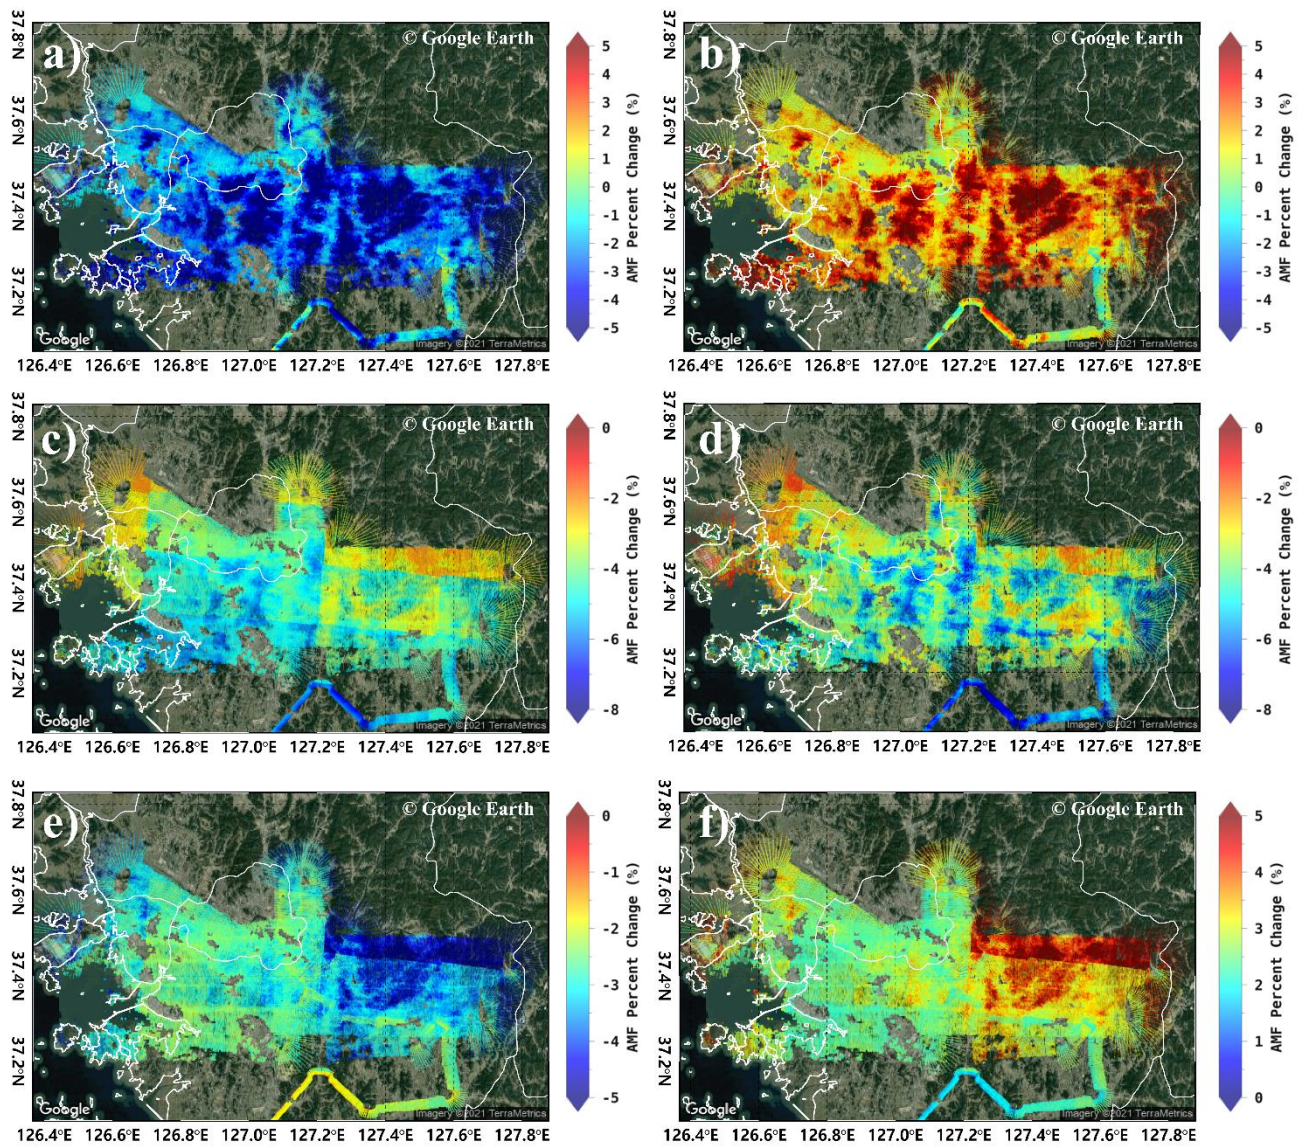 a)
© Google Earth
37.8°N
37.6°N
37.4°N
37.2°N
Google
Imagery ©2021 TerraMetrics
126.4°E 126.6°E 126.8°E 127.0°E 127.2°E 127.4°E 127.6°E 127.8°E
5
4
3
2
1
0
-1
-2
-3
-4
-5
AMF Percent Change (%)
b)
© Google Earth
37.8°N
37.6°N
37.4°N
37.2°N
Google
Imagery ©2021 TerraMetrics
126.4°E 126.6°E 126.8°E 127.0°E 127.2°E 127.4°E 127.6°E 127.8°E
5
4
3
2
1
0
-1
-2
-3
-4
-5
AMF Percent Change (%)
c)
© Google Earth
37.8°N
37.6°N
37.4°N
37.2°N
Google
Imagery ©2021 TerraMetrics
126.4°E 126.6°E 126.8°E 127.0°E 127.2°E 127.4°E 127.6°E 127.8°E
0
-2
-4
-6
-8
AMF Percent Change (%)
d)
© Google Earth
37.8°N
37.6°N
37.4°N
37.2°N
Google
Imagery ©2021 TerraMetrics
126.4°E 126.6°E 126.8°E 127.0°E 127.2°E 127.4°E 127.6°E 127.8°E
0
-2
-4
-6
-8
AMF Percent Change (%)
e)
© Google Earth
37.8°N
37.6°N
37.4°N
37.2°N
Google
Imagery ©2021 TerraMetrics
126.4°E 126.6°E 126.8°E 127.0°E 127.2°E 127.4°E 127.6°E 127.8°E
0
-1
-2
-3
-4
-5
AMF Percent Change (%)
f)
© Google Earth
37.8°N
37.6°N
37.4°N
37.2°N
Google
Imagery ©2021 TerraMetrics
126.4°E 126.6°E 126.8°E 127.0°E 127.2°E 127.4°E 127.6°E 127.8°E
5
4
3
2
1
0
AMF Percent Change (%)